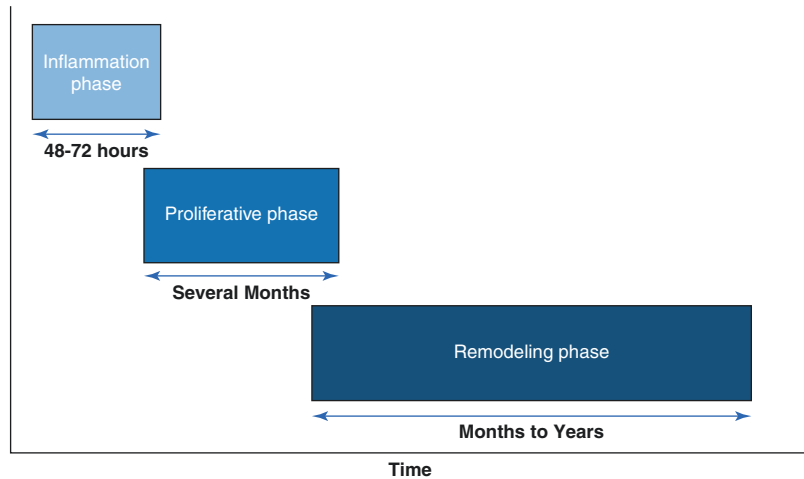 Inflammation
phase
48-72 hours
Proliferative phase
Several Months
Remodeling phase
Months to Years
Time